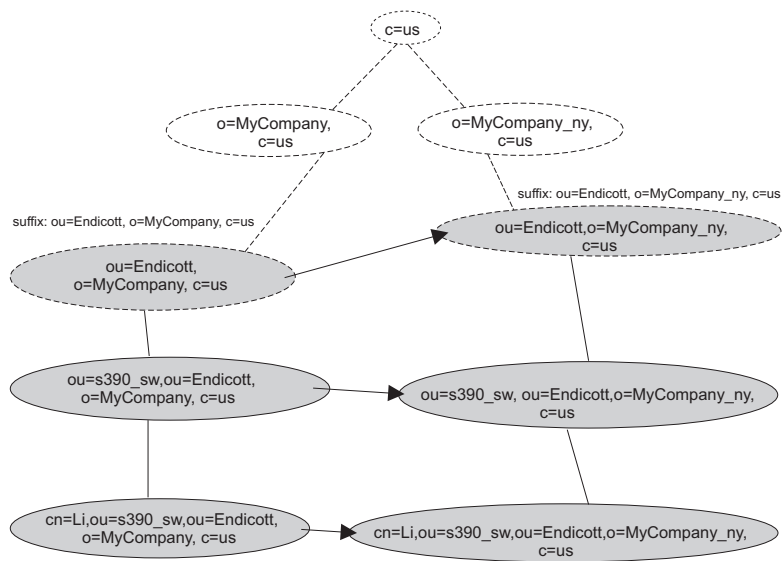 c=us
o=MyCompany,
c=us
o=MyCompany_ny,
c=us
suffix: ou=Endicott, o=MyCompany, c=us
suffix: ou=Endicott, o=MyCompany_ny, c=us
ou=Endicott,
o=MyCompany, c=us
ou=Endicott,o=MyCompany_ny,
c=us
ou=s390_sw,ou=Endicott,
o=MyCompany, c=us
ou=s390_sw, ou=Endicott,o=MyCompany_ny,
c=us
cn=Li,ou=s390_sw,ou=Endicott,
o=MyCompany, c=us
cn=Li,ou=s390_sw,ou=Endicott,o=MyCompany_ny,
c=us